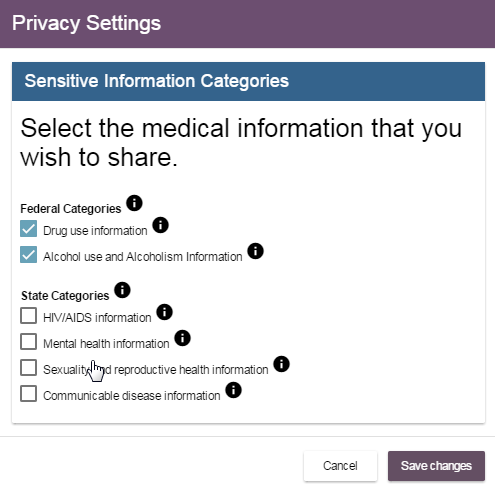 Privacy Settings
Sensitive Information Categories
Select the medical information that you
wish to share.
Federal Categories
Drug use information
Alcohol use and Alcoholism Information
State Categories
HIV/AIDS information
Mental health information
Sexuality and reproductive health information
Communicable disease information
Cancel Save changes